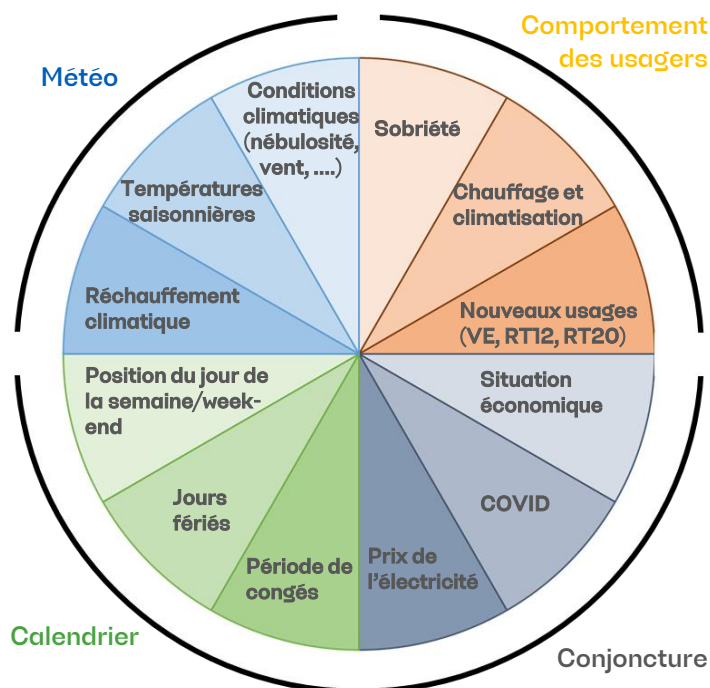 Comportement
des usagers
Météo
Conditions
climatiques
(nébulosité,
vent, ....)
Sobriété
Températures
saisonnières
Chauffage et
climatisation
Réchauffement
climatique
Nouveaux usages
(VE, RT12, RT20)
Position du jour de
la semaine/week-
end
Situation
économique
Jours
fériés
COVID
Période de
congés
Prix de
l'électricité
Calendrier
Conjoncture